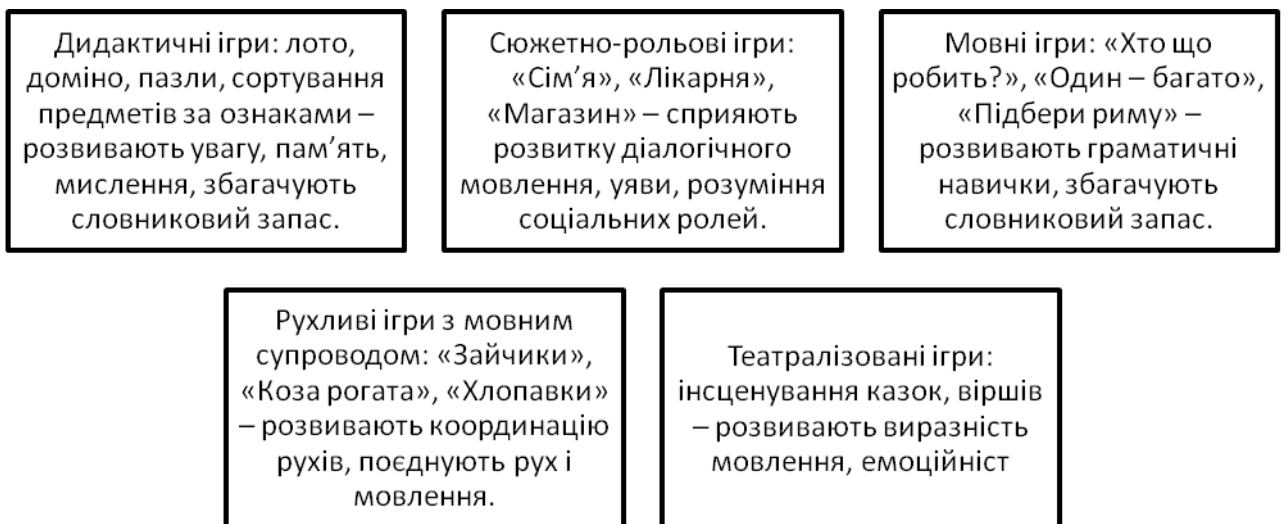 Дидактичні ігри: лото,
доміно, пазли, сортування
предметів за ознаками –
розвивають увагу, пам’ять,
мислення, збагачують
словниковий запас.
Сюжетно-рольові ігри:
«Сім’я», «Лікарня»,
«Магазин» – сприяють
розвитку діалогічного
мовлення, уяви, розуміння
соціальних ролей.
Мовні ігри: «Хто що
робить?», «Один – багато»,
«Підбери риму» –
розвивають граматичні
навички, збагачують
словниковий запас.
Рухливі ігри з мовним
супроводом: «Зайчики»,
«Коза рогата», «Хлопавки»
– розвивають координацію
рухів, поєднують рух і
мовлення.
Театралізовані ігри:
інсценування казок, віршів
– розвивають виразність
мовлення, емоційніст